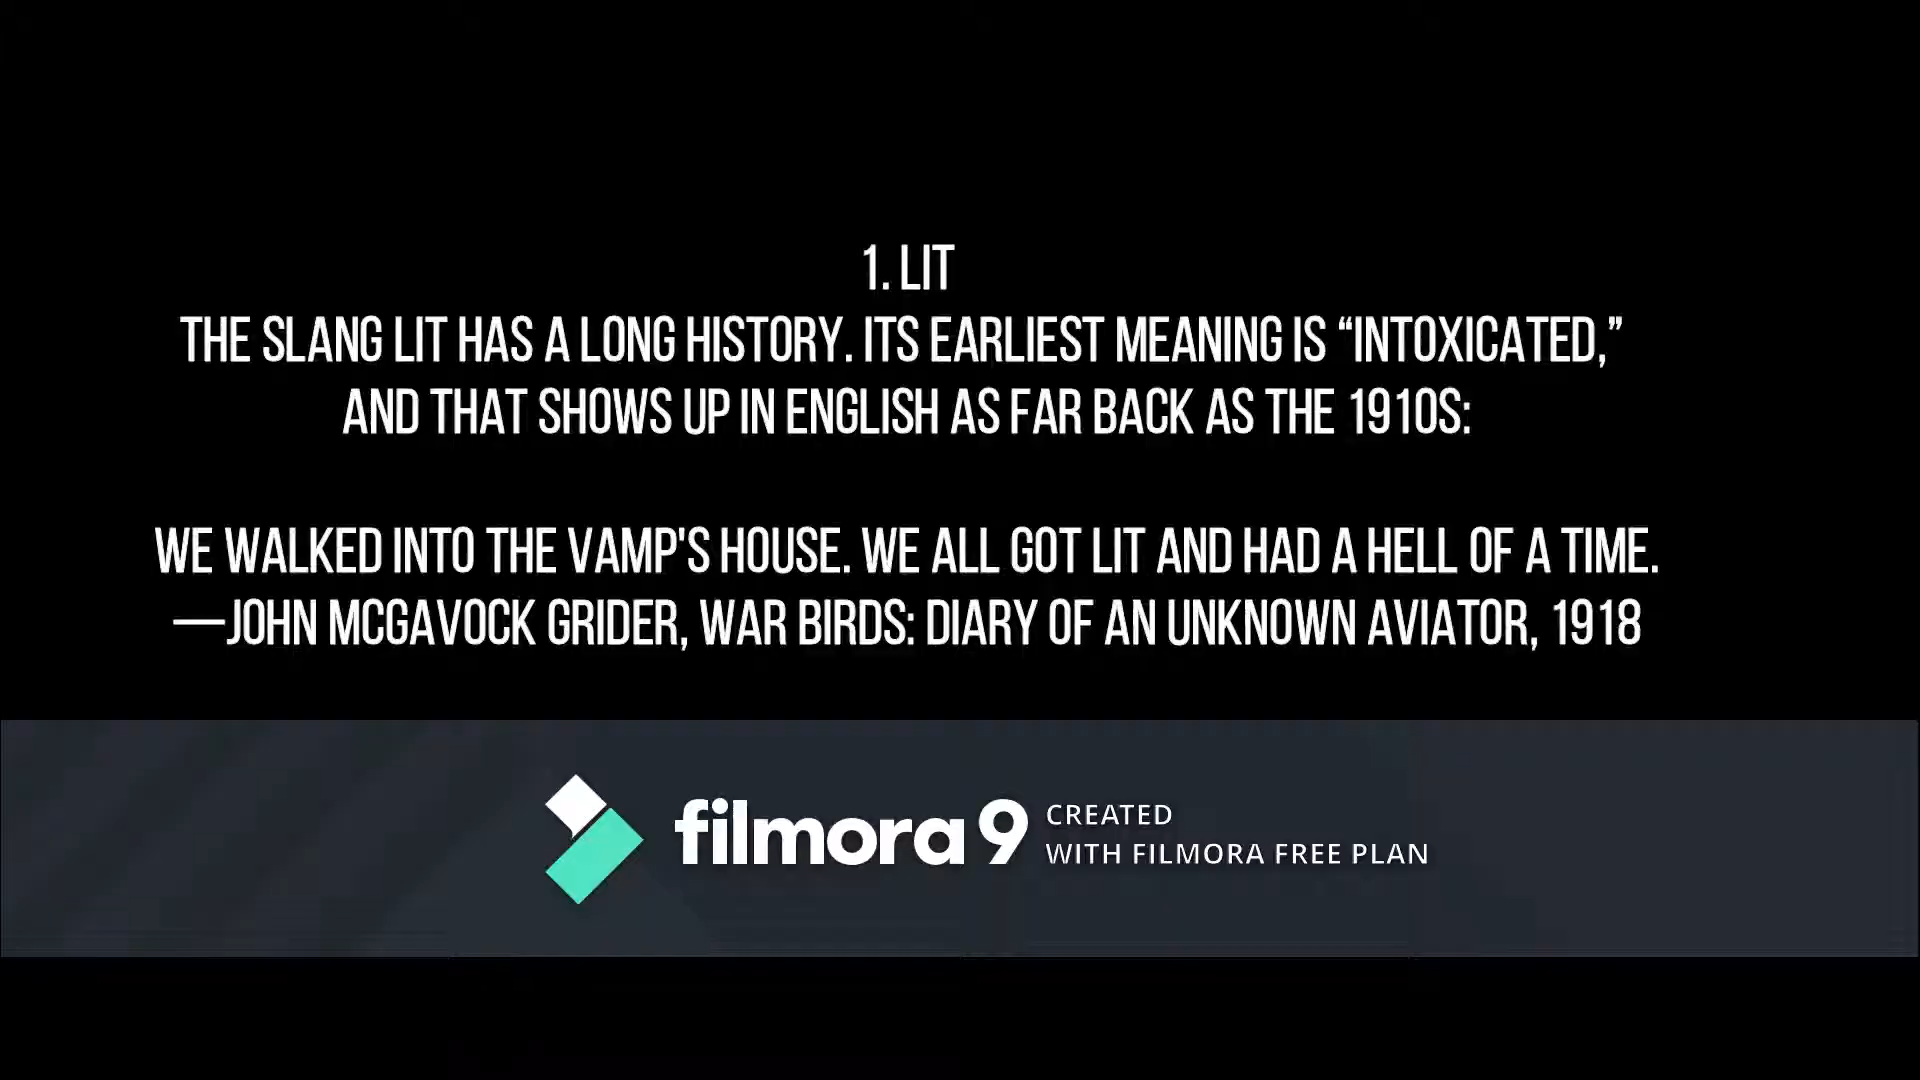 1. LIT
THE SLANG LIT HAS A LONG HISTORY. ITS EARLIEST MEANING IS “INTOXICATED,”
AND THAT SHOWS UP IN ENGLISH AS FAR BACK AS THE 1910S:
WE WALKED INTO THE VAMP'S HOUSE. WE ALL GOT LIT AND HAD A HELL OF A TIME.
—JOHN MCGAVOCK GRIDER, WAR BIRDS: DIARY OF AN UNKNOWN AVIATOR, 1918
filmora 9 CREATED
WITH FILMORA FREE PLAN